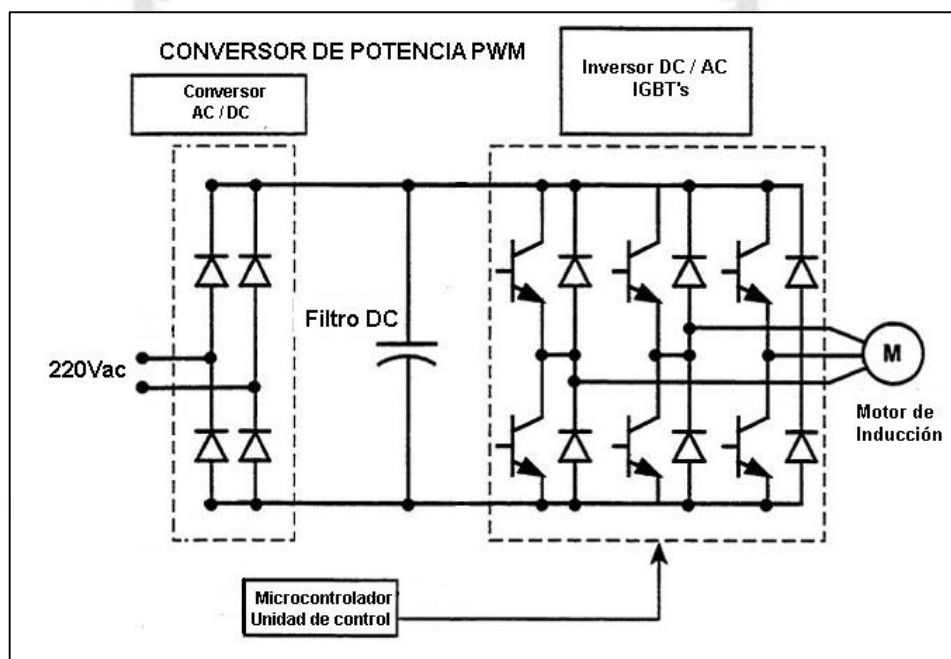 CONVERSOR DE POTENCIA PWM
Conversor
AC / DC
Inversor DC / AC
IGBT's
Filtro DC
220Vac
M
Motor de
Inducción
Microcontrolador
Unidad de control